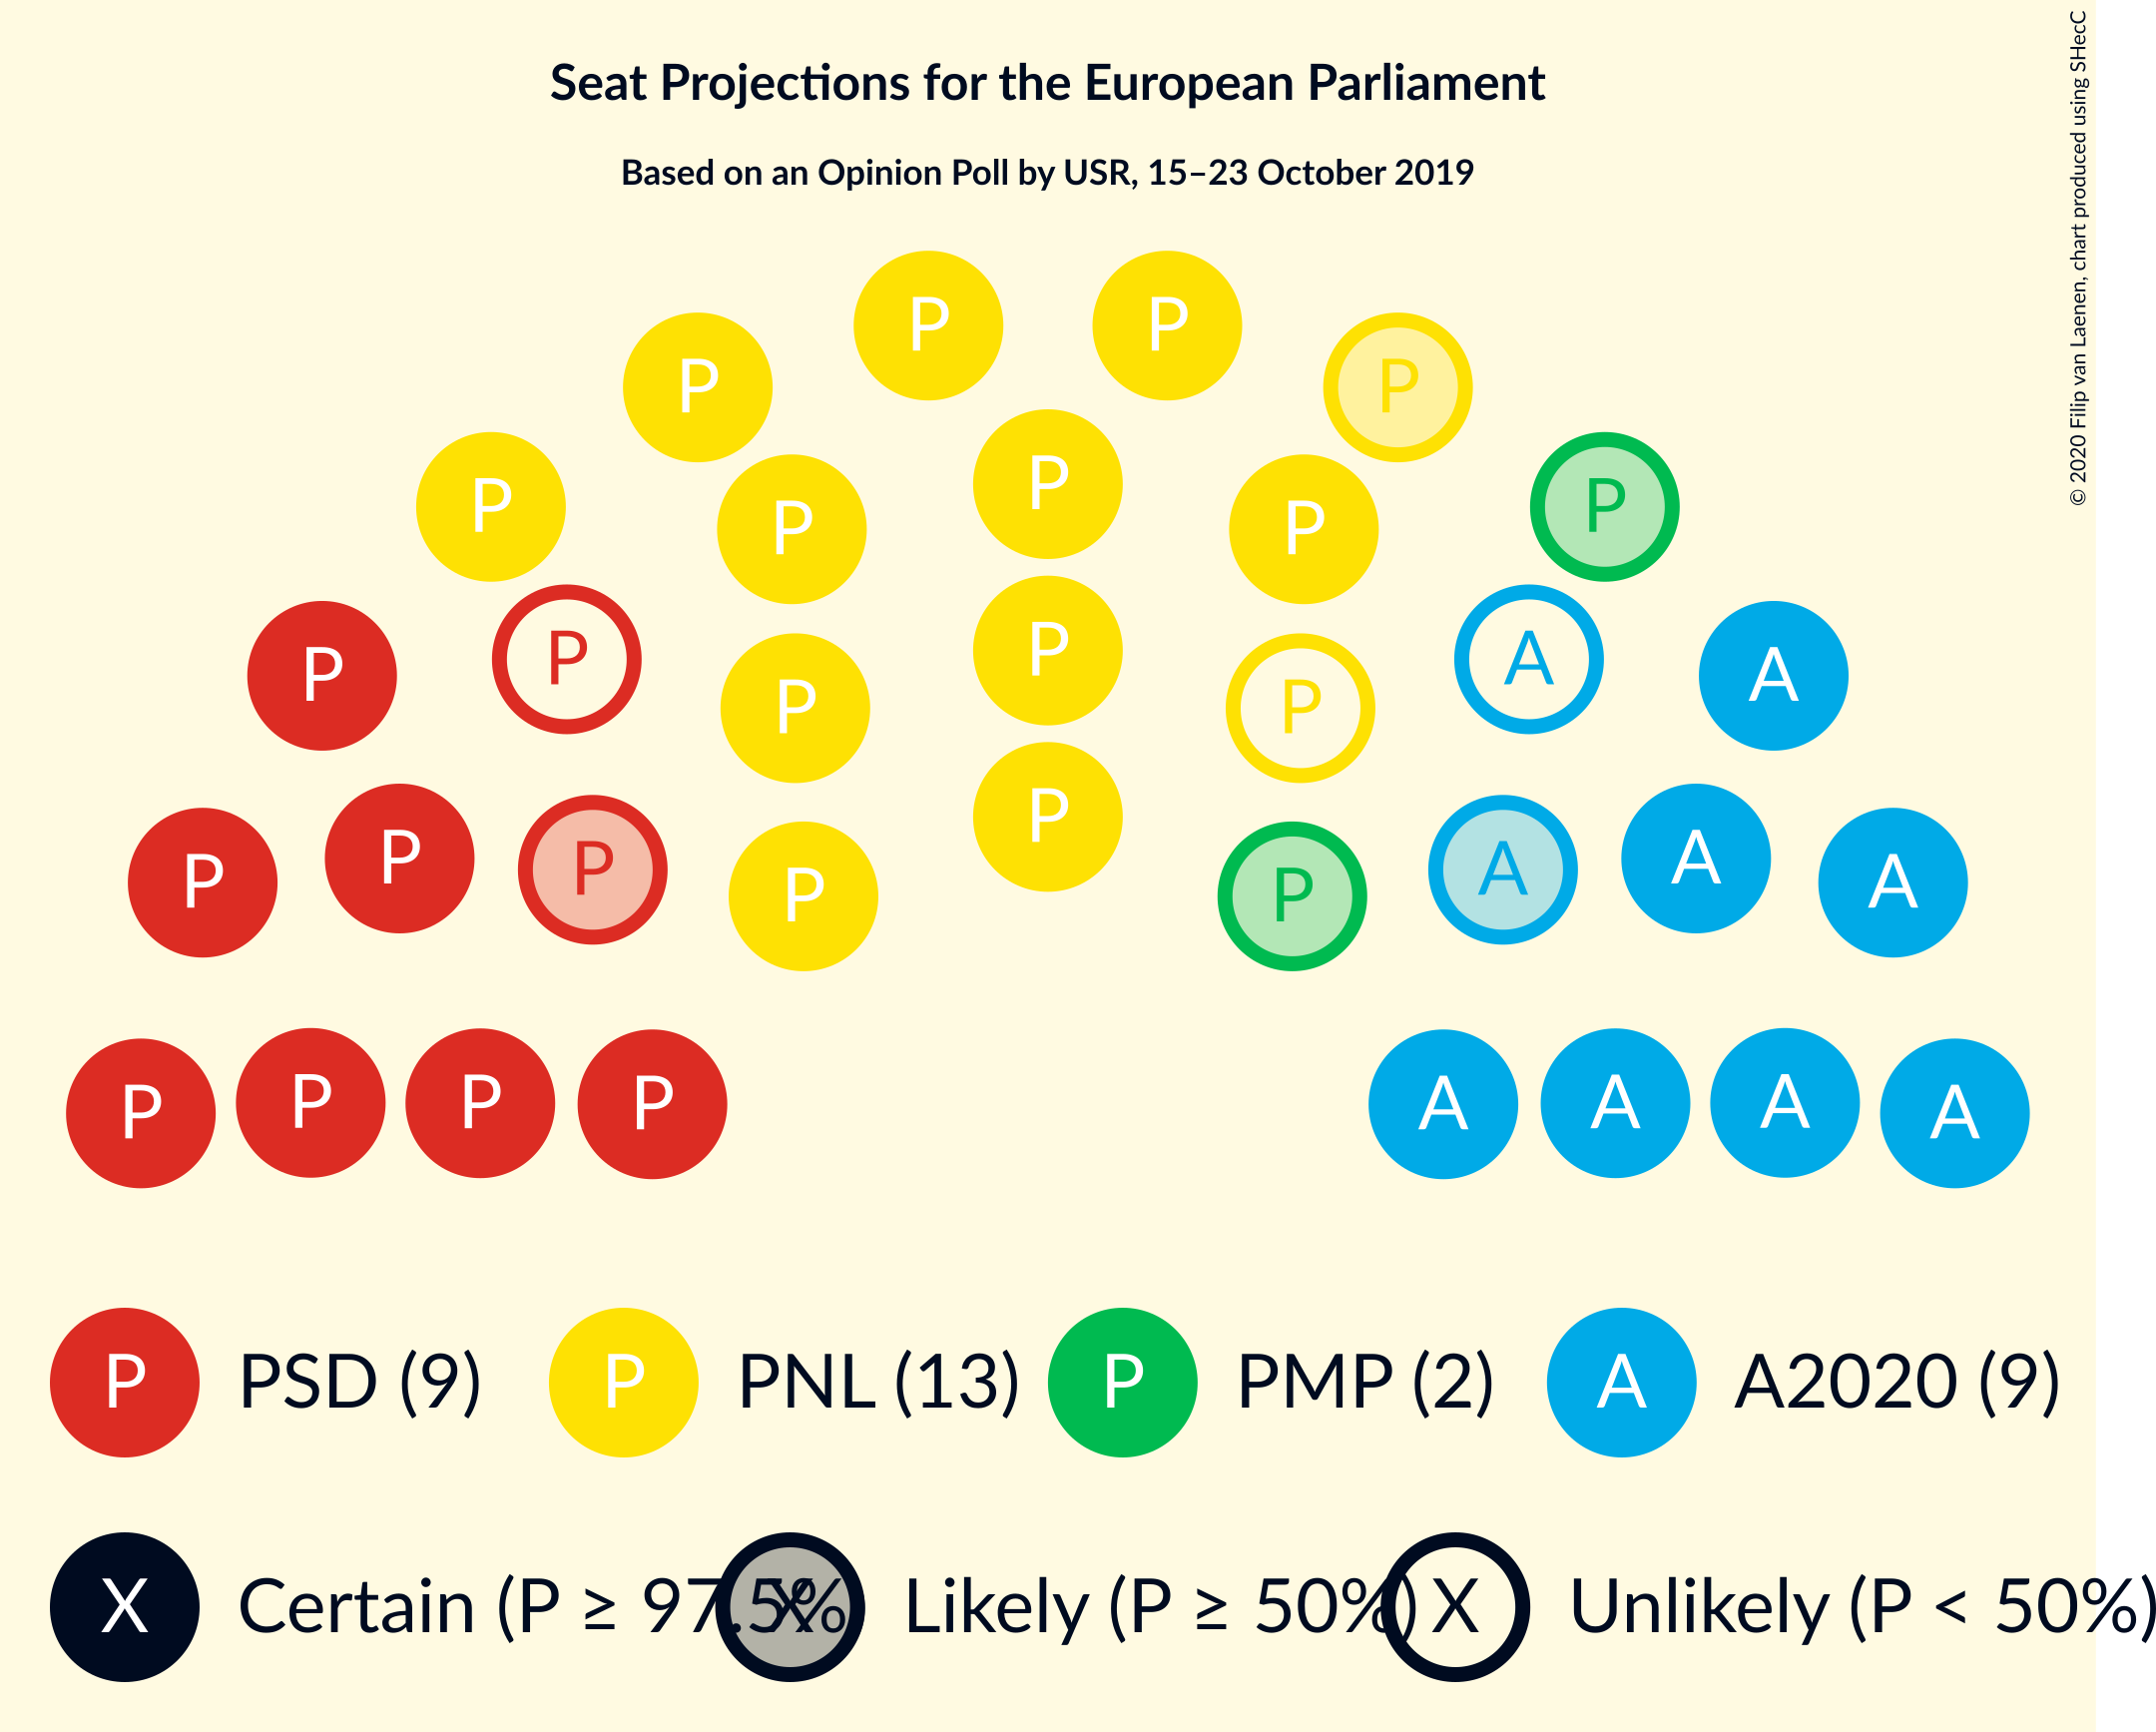 Seat Projections for the European Parliament
Based on an Opinion Poll by USR, 15–23 October 2019
© 2020 Filip van Laenen, chart produced using SHecC
P P
P P
P
P P
P P P
P P A
P A
P P P
P P A A
P P A A
P P P P A A A A
P PSD (9) P PNL (13) P PMP (2) A A2020 (9)
X Certain (P ≥ 97.5% X Likely (P ≥ 50%) X Unlikely (P < 50%)